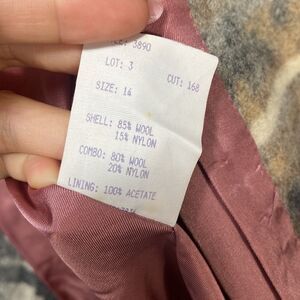 3890
LOT: 3
CUT: 168
SIZE: 14
SHELL: 85% WOOL
15% NYLON
COMBO: 80% WOOL
20% NYLON
LINING: 100% ACETATE